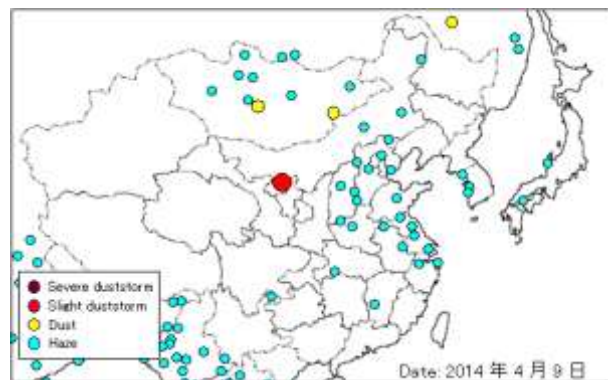 Severe duststorm
Slight duststorm
Dust
Haze
Date: 2014 年 4 月 9 日